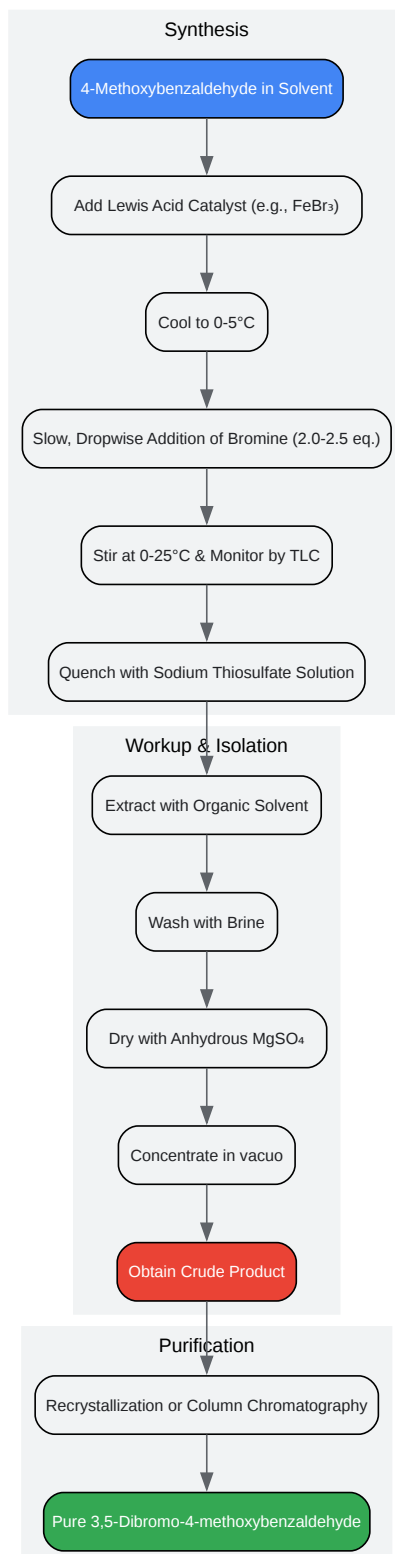 Synthesis
4-Methoxybenzaldehyde in Solvent
Add Lewis Acid Catalyst (e.g., FeBr₃)
Cool to 0-5°C
Slow, Dropwise Addition of Bromine (2.0-2.5 eq.)
Stir at 0-25°C & Monitor by TLC
Quench with Sodium Thiosulfate Solution
Workup & Isolation
Extract with Organic Solvent
Wash with Brine
Dry with Anhydrous MgSO₄
Concentrate in vacuo
Obtain Crude Product
Purification
Recrystallization or Column Chromatography
Pure 3,5-Dibromo-4-methoxybenzaldehyde